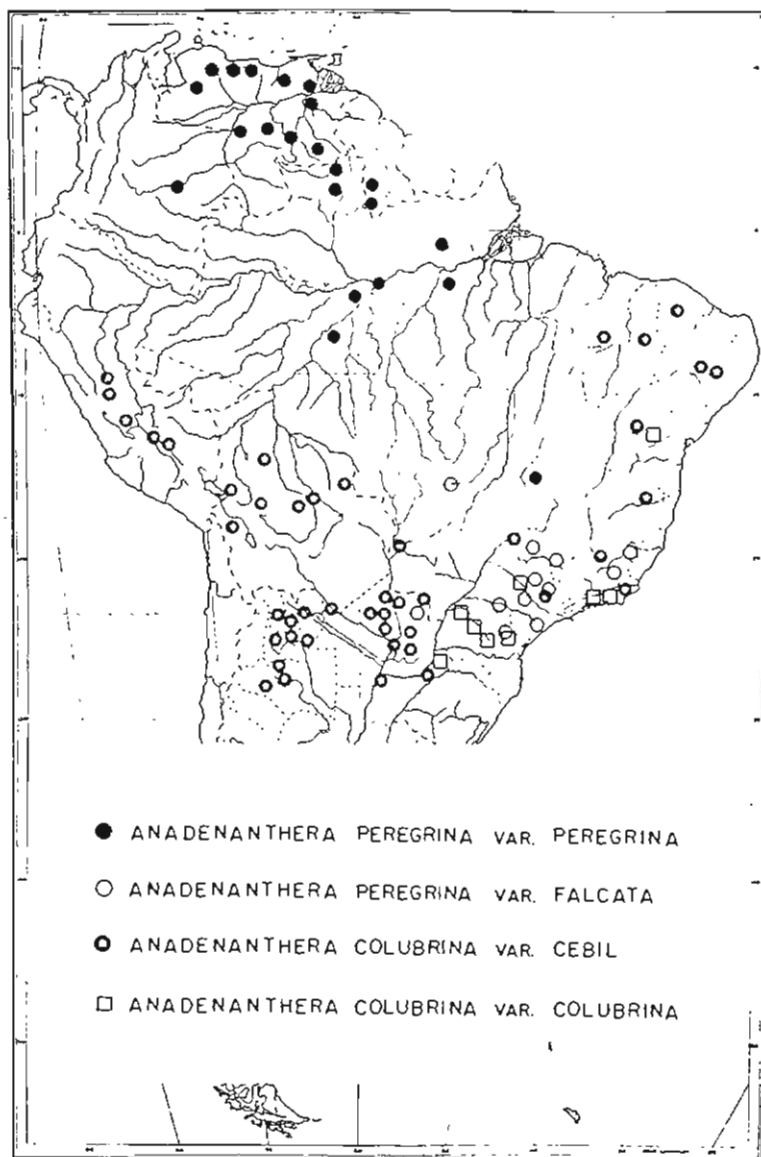 ANADENANTHERA PEREGRINA VAR. PEREGRINA
ANADENANTHERA PEREGRINA VAR. FALCATA
ANADENANTHERA COLUBRINA VAR. CEBIL
ANADENANTHERA COLUBRINA VAR. COLUBRINA